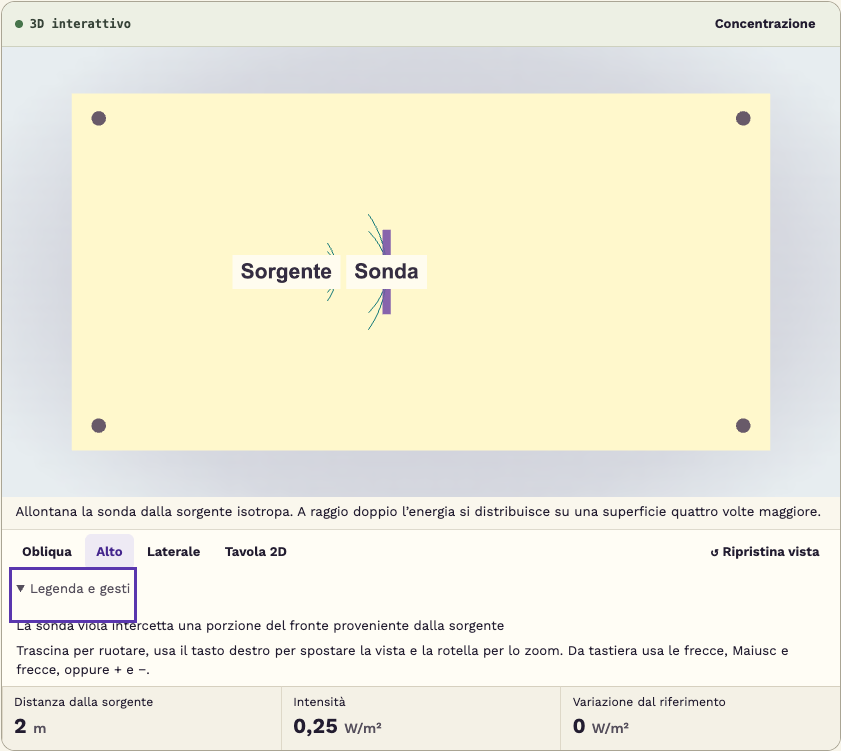 3D interattivo
Concentrazione
Sorgente
Sonda
Allontana la sonda dalla sorgente isotropa. A raggio doppio l’energia si distribuisce su una superficie quattro volte maggiore.
Obliqua
Alto
Laterale
Tavola 2D
↺ Ripristina vista
▼ Legenda e gesti
La sonda viola intercetta una porzione del fronte proveniente dalla sorgente
Trascina per ruotare, usa il tasto destro per spostare la vista e la rotella per lo zoom. Da tastiera usa le frecce, Maiusc e
frecce, oppure + e −.
Distanza dalla sorgente
2 m
Intensità
0,25 W/m²
Variazione dal riferimento
0 W/m²